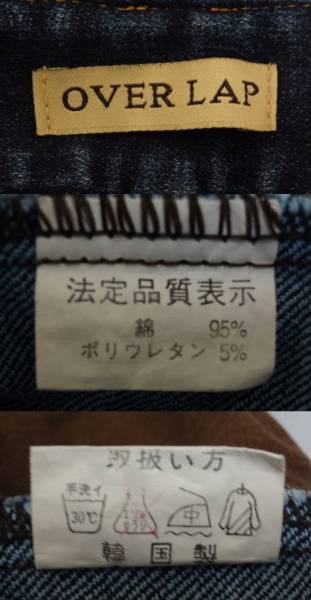 OVER LAP
法定品質表示
綿 95%
ポリウレタン 5%
取扱い方
手洗イ
30℃
中
韓国製